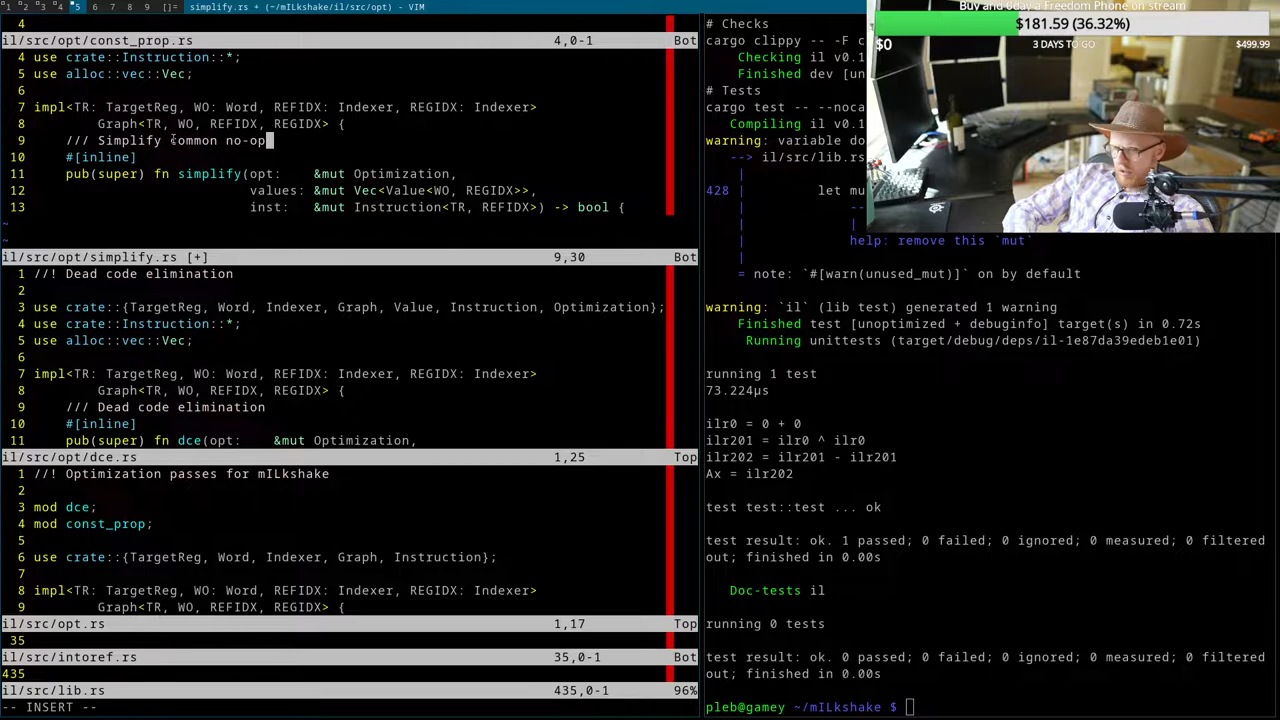 1 2 3 4 5 6 7 8 9 []= simplify.rs + (~/mILkshake/il/src/opt) - VIM
4
il/src/opt/const_prop.rs 4,0-1 Bot
4 use crate::Instruction::*;
5 use alloc::vec::Vec;
6
7 impl<TR: TargetReg, WO: Word, REFIDX: Indexer, REGIDX: Indexer>
8 Graph<TR, WO, REFIDX, REGIDX> {
9 /// Simplify common no-op
10 #[inline]
11 pub(super) fn simplify(opt: &mut Optimization,
12 values: &mut Vec<Value<WO, REGIDX>>,
13 inst: &mut Instruction<TR, REFIDX>) -> bool {
~
~
il/src/opt/simplify.rs [+] 9,30 Bot
1 //! Dead code elimination
2
3 use crate::{TargetReg, Word, Indexer, Graph, Value, Instruction, Optimization};
4 use crate::Instruction::*;
5 use alloc::vec::Vec;
6
7 impl<TR: TargetReg, WO: Word, REFIDX: Indexer, REGIDX: Indexer>
8 Graph<TR, WO, REFIDX, REGIDX> {
9 /// Dead code elimination
10 #[inline]
11 pub(super) fn dce(opt: &mut Optimization,
il/src/opt/dce.rs 1,25 Top
1 //! Optimization passes for mILkshake
2
3 mod dce;
4 mod const_prop;
5
6 use crate::{TargetReg, Word, Indexer, Graph, Instruction};
7
8 impl<TR: TargetReg, WO: Word, REFIDX: Indexer, REGIDX: Indexer>
9 Graph<TR, WO, REFIDX, REGIDX> {
il/src/opt.rs 1,17 Top
35
il/src/intoref.rs 35,0-1 Bot
435
il/src/lib.rs 435,0-1 96%
-- INSERT --
# Checks
cargo clippy -- -F c
Checking il v0.1
Finished dev [un
# Tests
cargo test -- --noca
Compiling il v0.1
warning: variable do
--> il/src/lib.rs
|
428 | let mu
| --
| |
| help: remove this `mut`
|
= note: `#[warn(unused_mut)]` on by default
warning: `il` (lib test) generated 1 warning
Finished test [unoptimized + debuginfo] target(s) in 0.72s
Running unittests (target/debug/deps/il-1e87da39edeb1e01)
running 1 test
73.224µs
ilr0 = 0 + 0
ilr201 = ilr0 ^ ilr0
ilr202 = ilr201 - ilr201
Ax = ilr202
test test::test ... ok
test result: ok. 1 passed; 0 failed; 0 ignored; 0 measured; 0 filtered
out; finished in 0.00s
Doc-tests il
running 0 tests
test result: ok. 0 passed; 0 failed; 0 ignored; 0 measured; 0 filtered
out; finished in 0.00s
pleb@gamey ~/mILkshake $
Buy and 0day a Freedom Phone on stream
$181.59 (36.32%)
$0 3 DAYS TO GO $499.99